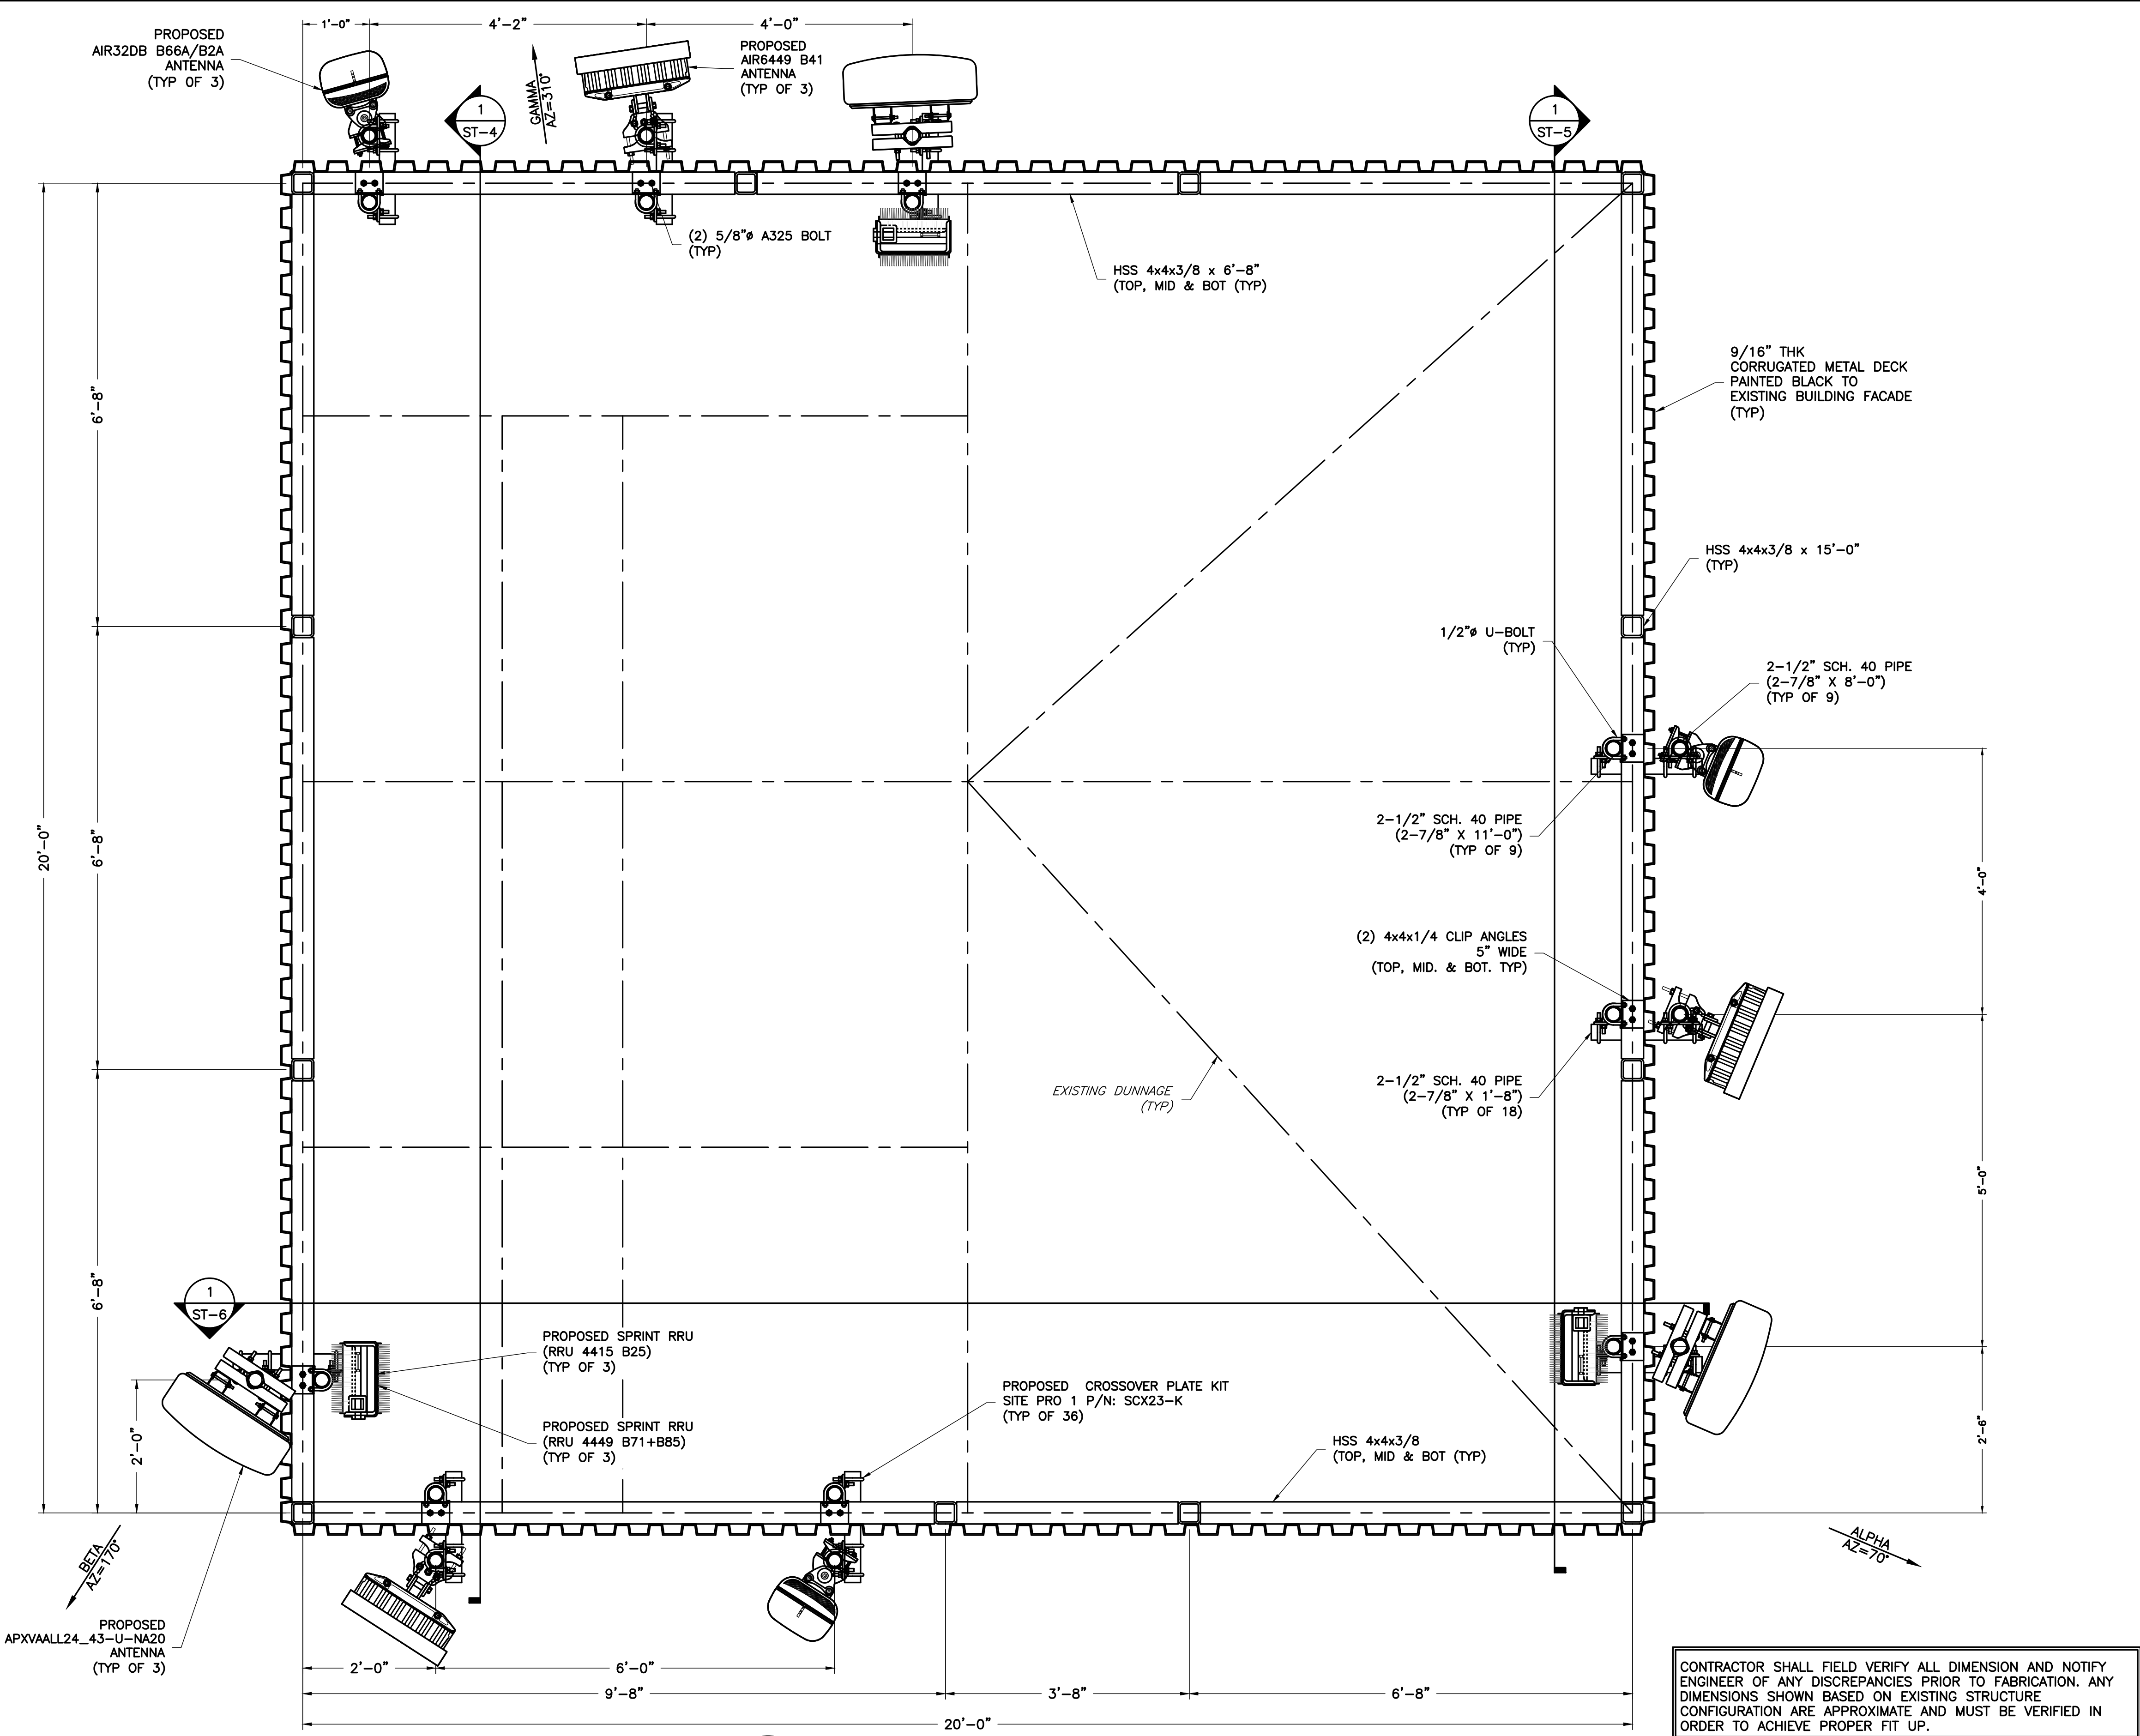 1'-0"
4'-2"
4'-0"
PROPOSED
AIR32DB B66A/B2A
ANTENNA
(TYP OF 3)
GAMMA
AZ=310°
PROPOSED
AIR6449 B41
ANTENNA
(TYP OF 3)
1
ST-4
1
ST-5
(2) 5/8"ø A325 BOLT
(TYP)
HSS 4x4x3/8 x 6'-8"
(TOP, MID & BOT (TYP)
9/16" THK
CORRUGATED METAL DECK
PAINTED BLACK TO
EXISTING BUILDING FACADE
(TYP)
6'-8"
HSS 4x4x3/8 x 15'-0"
(TYP)
1/2"ø U-BOLT
(TYP)
2-1/2" SCH. 40 PIPE
(2-7/8" X 8'-0")
(TYP OF 9)
20'-0"
6'-8"
2-1/2" SCH. 40 PIPE
(2-7/8" X 11'-0")
(TYP OF 9)
4'-0"
(2) 4x4x1/4 CLIP ANGLES
5" WIDE
(TOP, MID. & BOT. TYP)
EXISTING DUNNAGE
(TYP)
2-1/2" SCH. 40 PIPE
(2-7/8" X 1'-8")
(TYP OF 18)
5'-0"
6'-8"
1
ST-6
PROPOSED SPRINT RRU
(RRU 4415 B25)
(TYP OF 3)
PROPOSED CROSSOVER PLATE KIT
SITE PRO 1 P/N: SCX23-K
(TYP OF 36)
PROPOSED SPRINT RRU
(RRU 4449 B71+B85)
(TYP OF 3)
HSS 4x4x3/8
(TOP, MID & BOT (TYP)
2'-0"
2'-6"
BETA
AZ=170°
ALPHA
AZ=70°
PROPOSED
APXVAALL24_43-U-NA20
ANTENNA
(TYP OF 3)
2'-0"
6'-0"
9'-8"
3'-8"
6'-8"
20'-0"
CONTRACTOR SHALL FIELD VERIFY ALL DIMENSION AND NOTIFY
ENGINEER OF ANY DISCREPANCIES PRIOR TO FABRICATION. ANY
DIMENSIONS SHOWN BASED ON EXISTING STRUCTURE
CONFIGURATION ARE APPROXIMATE AND MUST BE VERIFIED IN
ORDER TO ACHIEVE PROPER FIT UP.